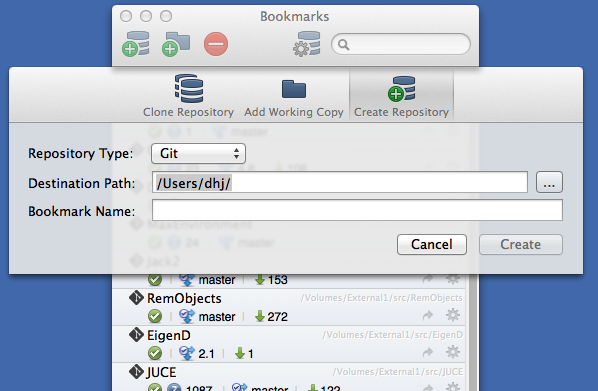 Bookmarks
Clone Repository Add Working Copy Create Repository
1 master
Repository Type: Git
Destination Path: /Users/dhj/ ...
Bookmark Name:
MaxEnvironment
24 master
Cancel Create
Jack2
master 153
RemObjects /Volumes/External1/src/RemObjects
master 272
EigenD /Volumes/External1/src/EigenD
2.1 1
JUCE /Volumes/External1/src/JUCE
1087 master 122